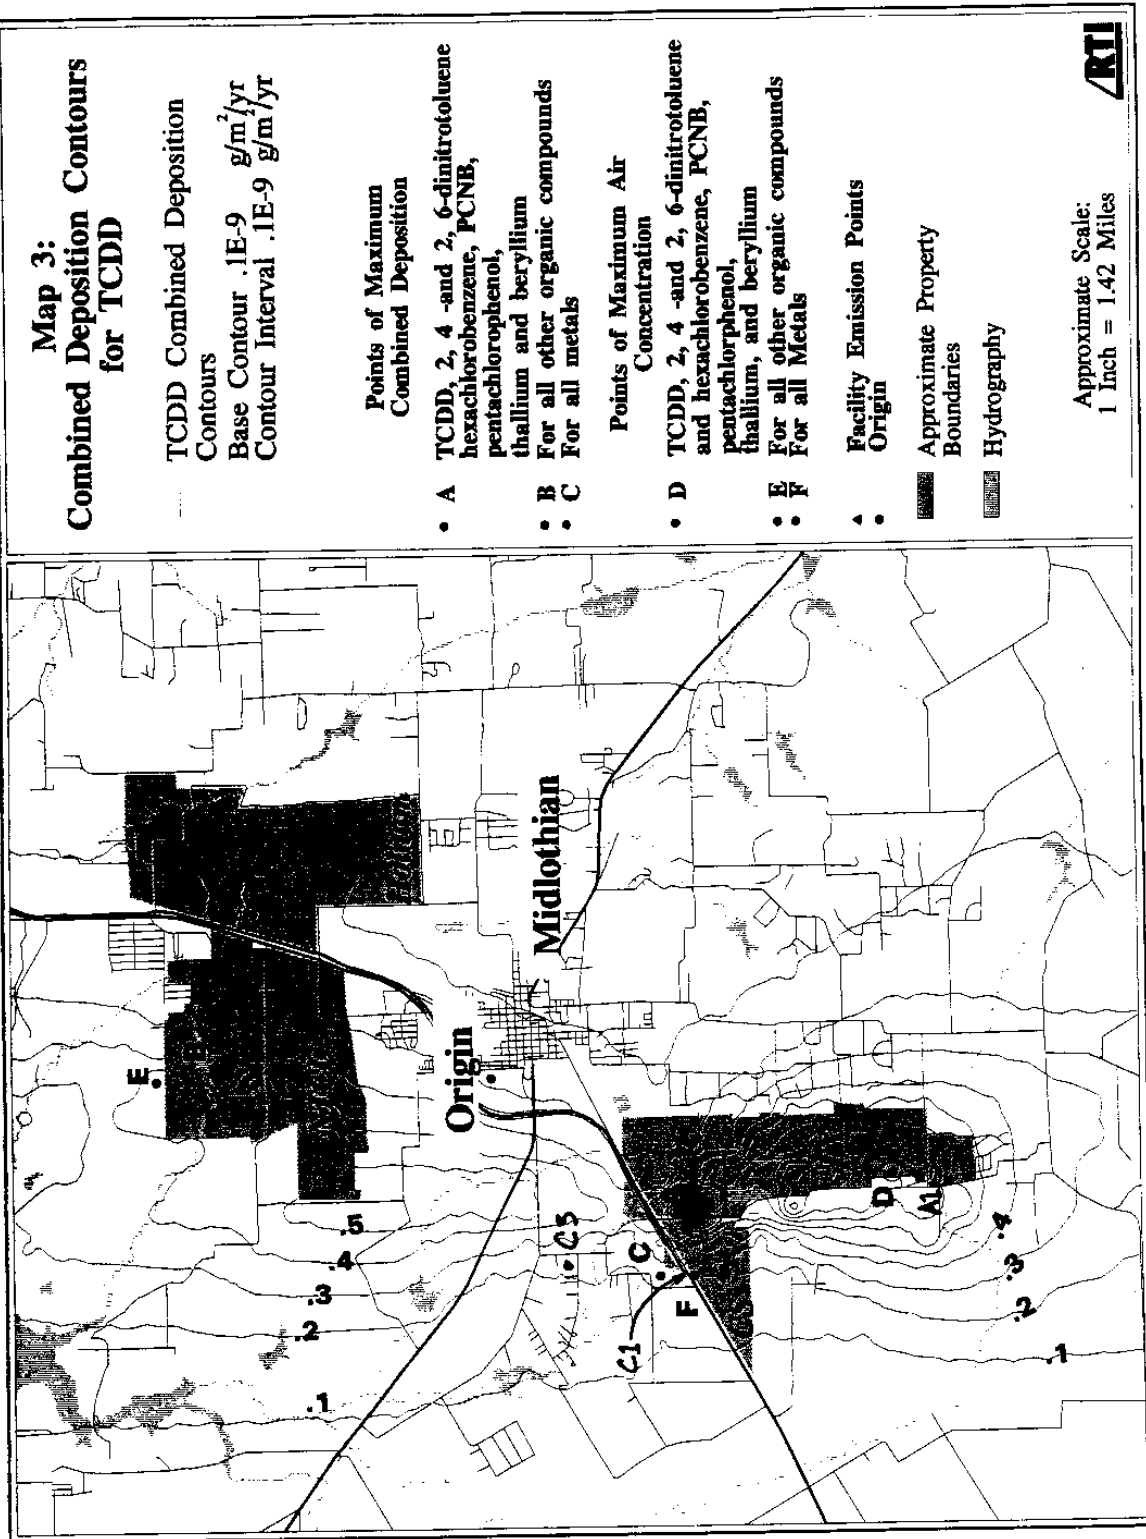 Map 3:
Combined Deposition Contours
for TCDD
TCDD Combined Deposition
Contours
Base Contour .1E-9 g/m²/yr
Contour Interval .1E-9 g/m²/yr
Points of Maximum
Combined Deposition
• A TCDD, 2, 4 -and 2, 6-dinitrotoluene
hexachlorobenzene, PCNB,
pentachlorophenol,
thallium and beryllium
• B For all other organic compounds
• C For all metals
Points of Maximum Air
Concentration
• D TCDD, 2, 4 -and 2, 6-dinitrotoluene
and hexachlorobenzene, PCNB,
pentachlorphenol,
thallium, and beryllium
• E For all other organic compounds
• F For all Metals
▲ Facility Emission Points
• Origin
Approximate Property
Boundaries
Hydrography
Approximate Scale:
1 Inch = 1.42 Miles
RTI
E
Origin
Midlothian
.5
.4
.3
.2
.1
C3
C
C1
F
D
A1
.4
.3
.2
.1